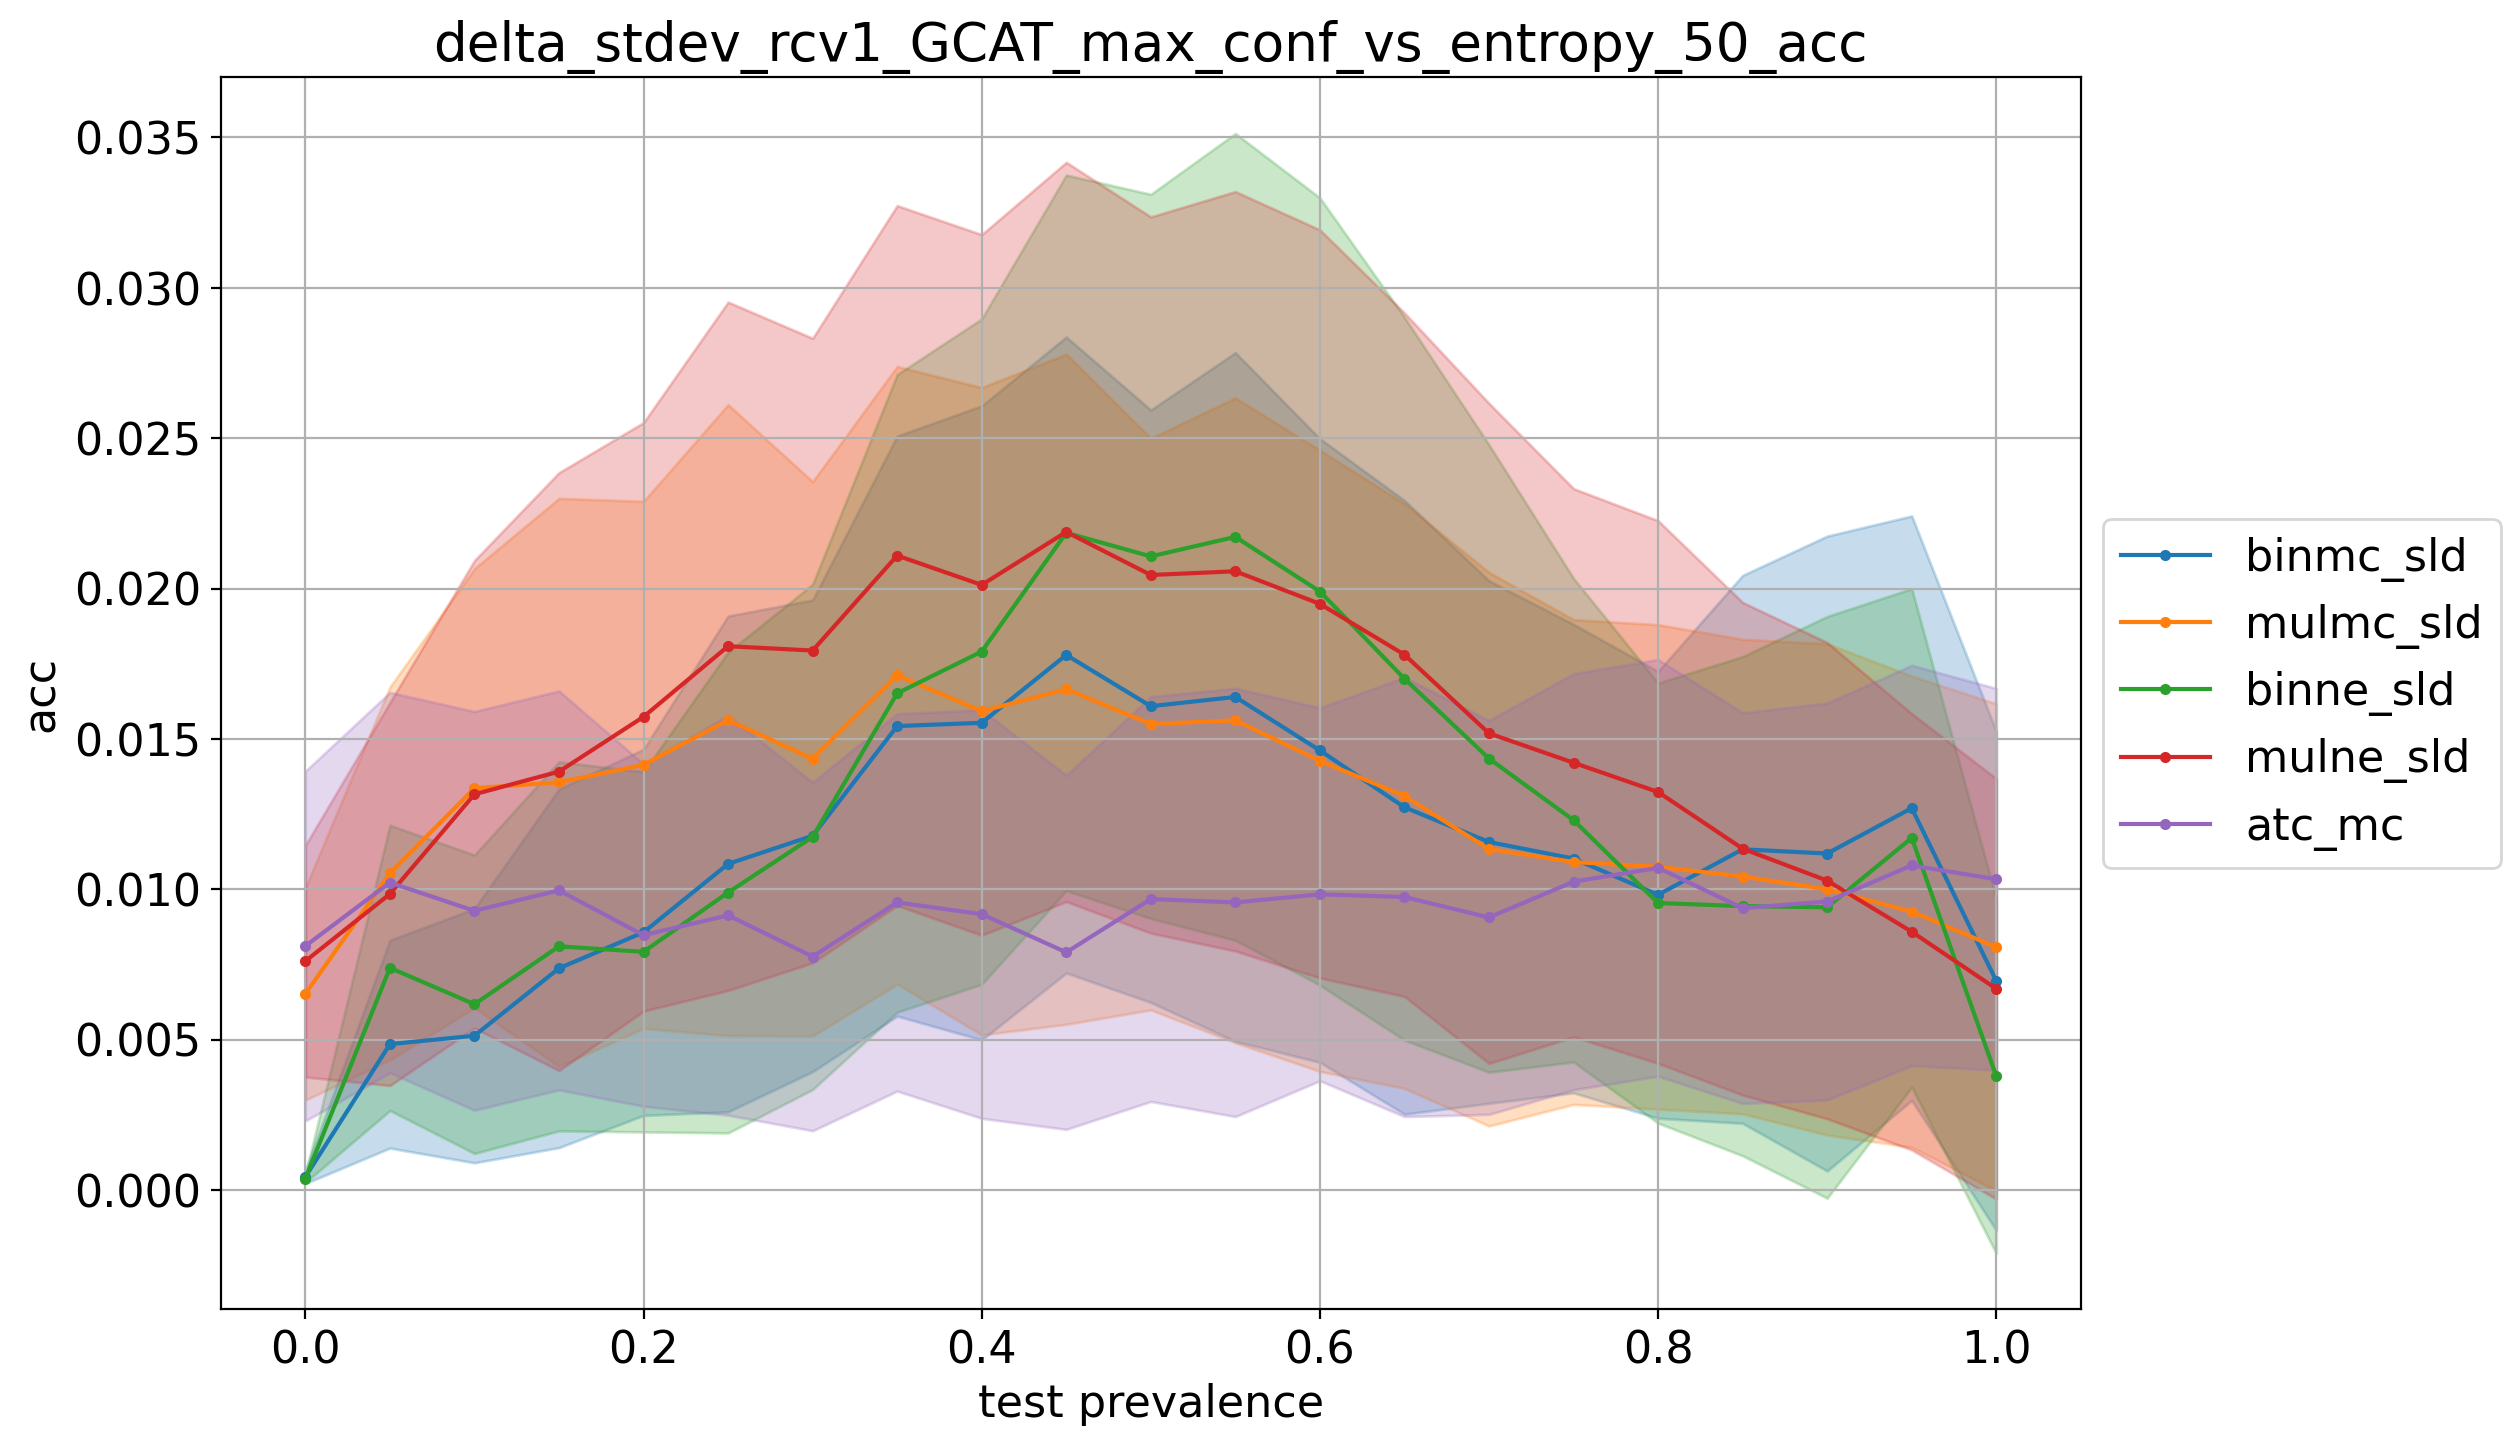 delta_stdev_rcv1_GCAT_max_conf_vs_entropy_50_acc
acc
0.035
0.030
0.025
0.020
0.015
0.010
0.005
0.000
0.0 0.2 0.4 0.6 0.8 1.0
test prevalence
binmc_sld
mulmc_sld
binne_sld
mulne_sld
atc_mc